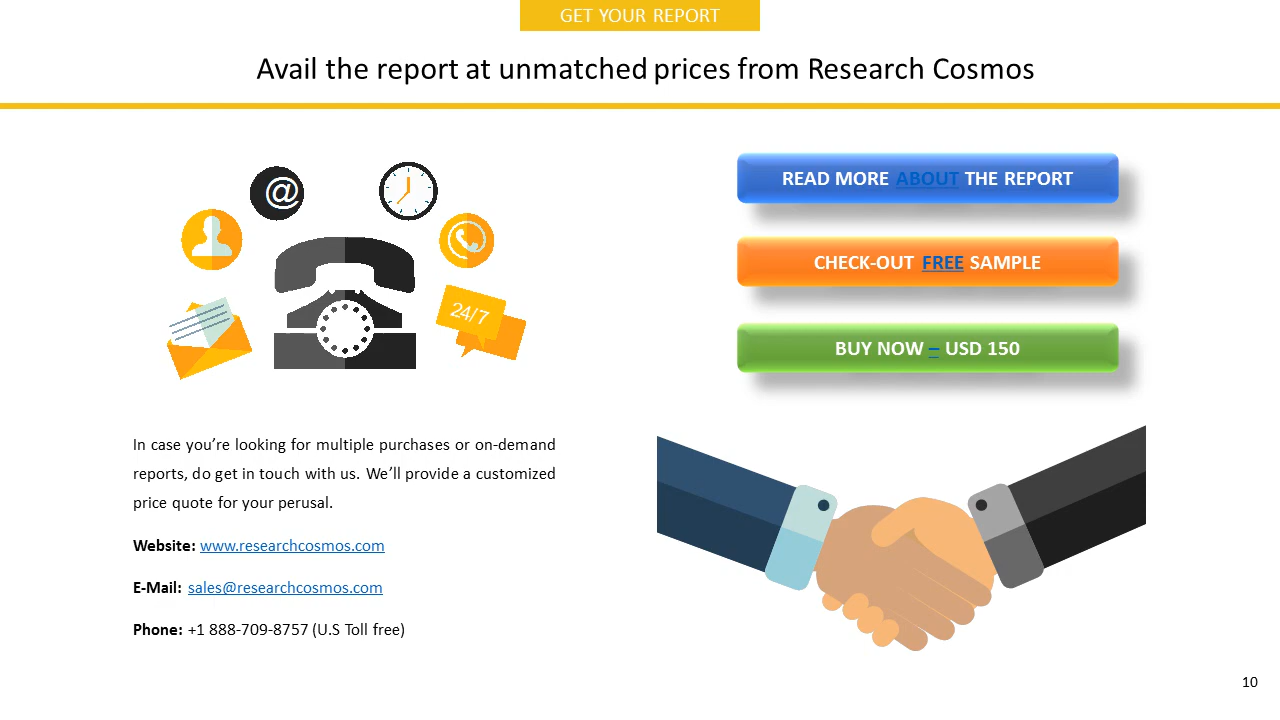 GET YOUR REPORT
Avail the report at unmatched prices from Research Cosmos
@
24/7
READ MORE ABOUT THE REPORT
CHECK-OUT FREE SAMPLE
BUY NOW – USD 150
In case you’re looking for multiple purchases or on-demand
reports, do get in touch with us. We’ll provide a customized
price quote for your perusal.
Website: www.researchcosmos.com
E-Mail: sales@researchcosmos.com
Phone: +1 888-709-8757 (U.S Toll free)
10